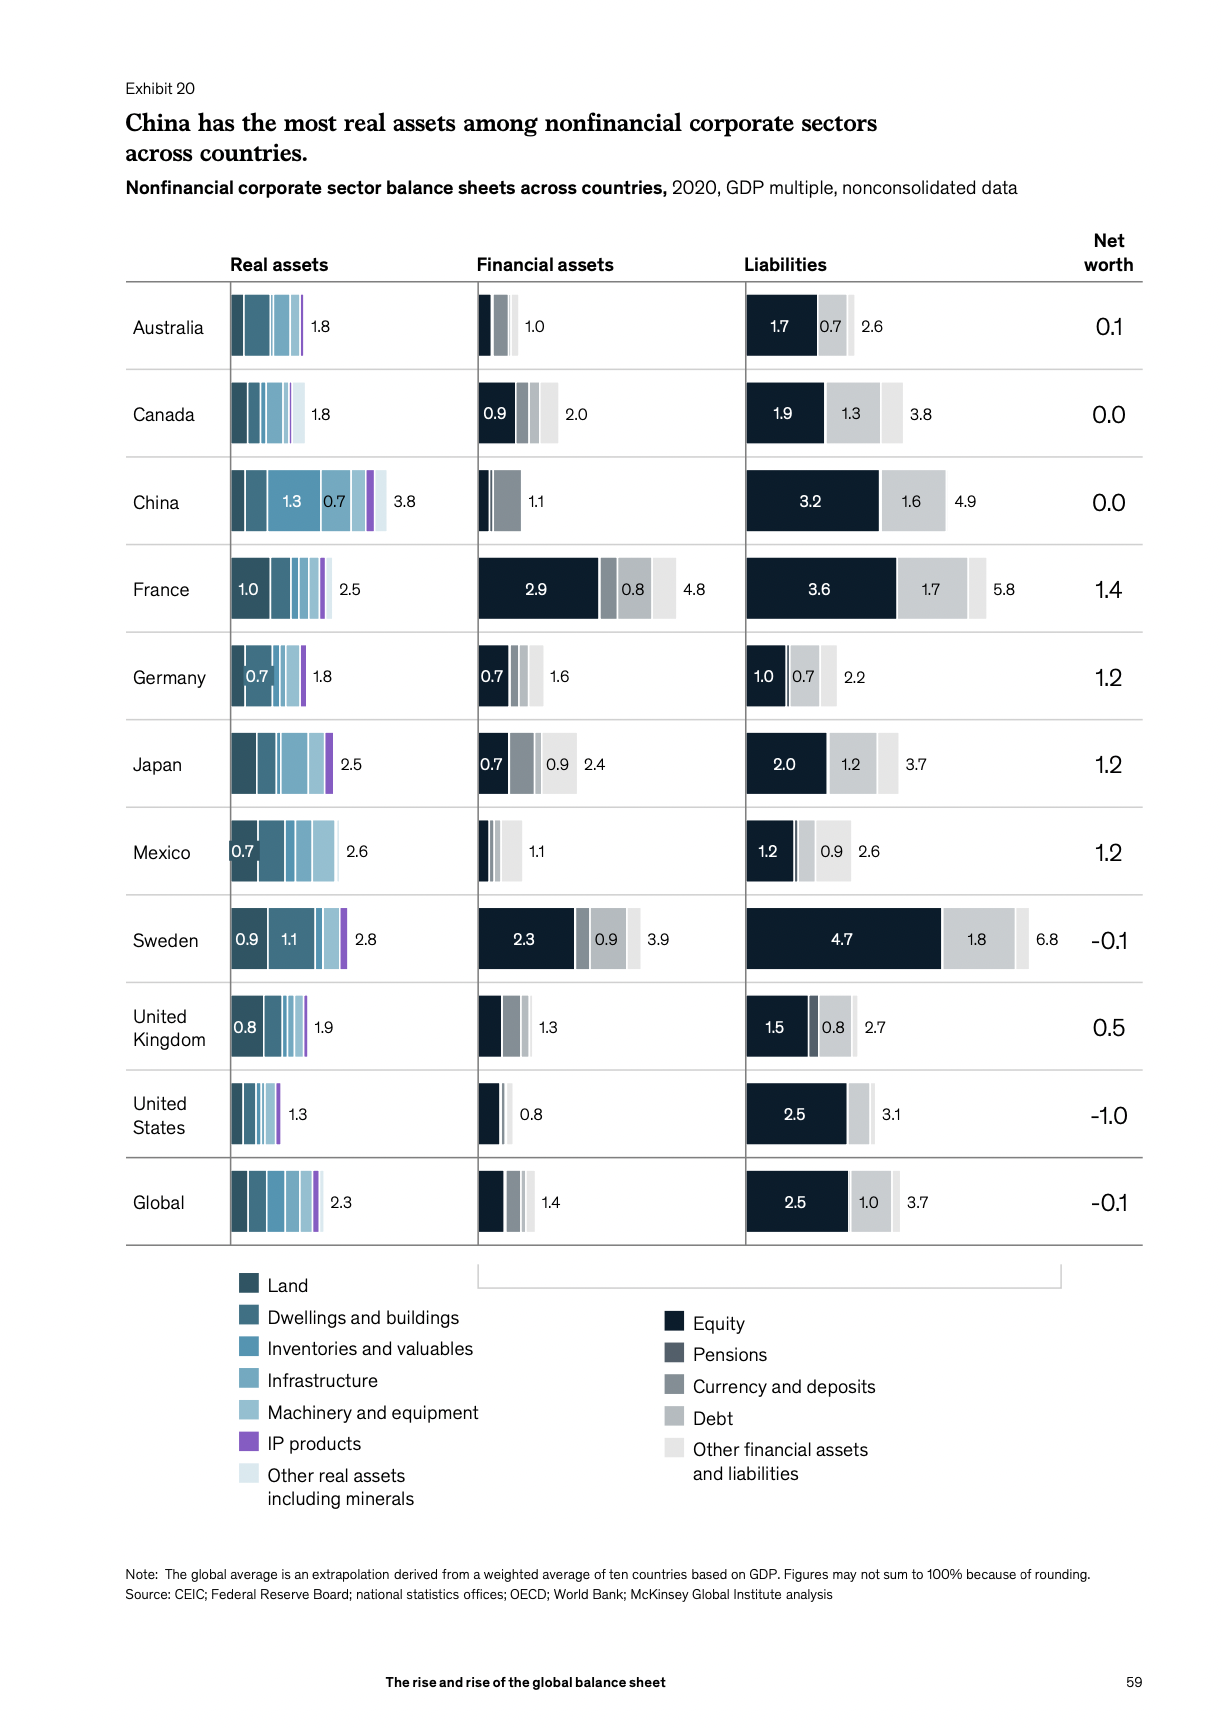 Exhibit 20
China has the most real assets among nonfinancial corporate sectors
across countries.
Nonfinancial corporate sector balance sheets across countries, 2020, GDP multiple, nonconsolidated data
Real assets Financial assets Liabilities Net worth
Australia 1.8 1.0 1.7 0.7 2.6 0.1
Canada 1.8 0.9 2.0 1.9 1.3 3.8 0.0
China 1.3 0.7 3.8 1.1 3.2 1.6 4.9 0.0
France 1.0 2.5 2.9 0.8 4.8 3.6 1.7 5.8 1.4
Germany 0.7 1.8 0.7 1.6 1.0 0.7 2.2 1.2
Japan 2.5 0.7 0.9 2.4 2.0 1.2 3.7 1.2
Mexico 0.7 2.6 1.1 1.2 0.9 2.6 1.2
Sweden 0.9 1.1 2.8 2.3 0.9 3.9 4.7 1.8 6.8 -0.1
United Kingdom 0.8 1.9 1.3 1.5 0.8 2.7 0.5
United States 1.3 0.8 2.5 3.1 -1.0
Global 2.3 1.4 2.5 1.0 3.7 -0.1
Land
Dwellings and buildings
Inventories and valuables
Infrastructure
Machinery and equipment
IP products
Other real assets
including minerals
Equity
Pensions
Currency and deposits
Debt
Other financial assets
and liabilities
Note: The global average is an extrapolation derived from a weighted average of ten countries based on GDP. Figures may not sum to 100% because of rounding.
Source: CEIC; Federal Reserve Board; national statistics offices; OECD; World Bank; McKinsey Global Institute analysis
The rise and rise of the global balance sheet 59